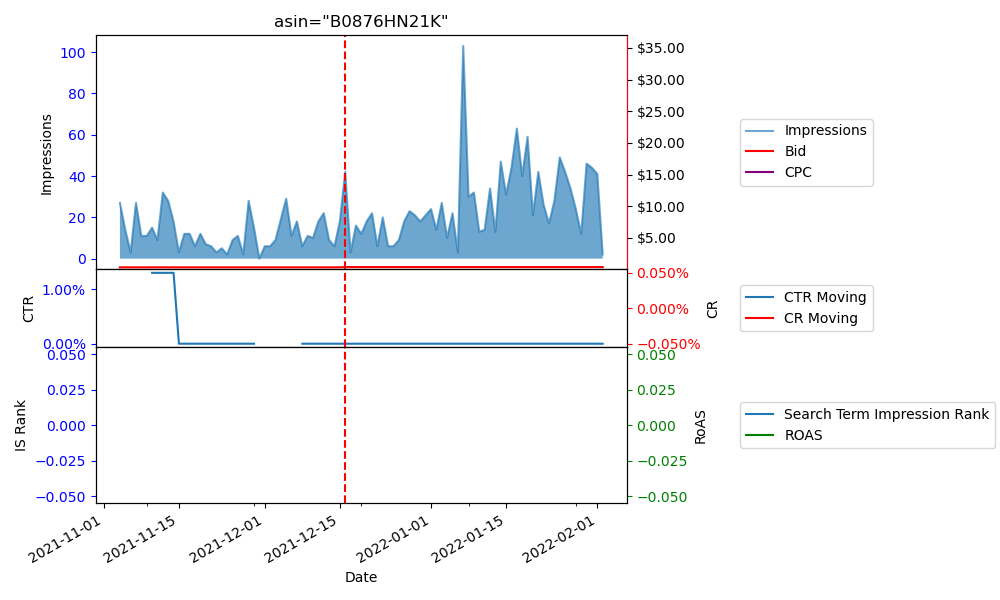 asin="B0876HN21K"
Impressions
100
80
60
40
20
0
$35.00
$30.00
$25.00
$20.00
$15.00
$10.00
$5.00
Impressions
Bid
CPC
CTR
1.00%
0.00%
0.050%
0.000%
−0.050%
CR
CTR Moving
CR Moving
IS Rank
0.050
0.025
0.000
−0.025
−0.050
0.050
0.025
0.000
−0.025
−0.050
RoAS
Search Term Impression Rank
ROAS
2021-11-01
2021-11-15
2021-12-01
2021-12-15
2022-01-01
2022-01-15
2022-02-01
Date